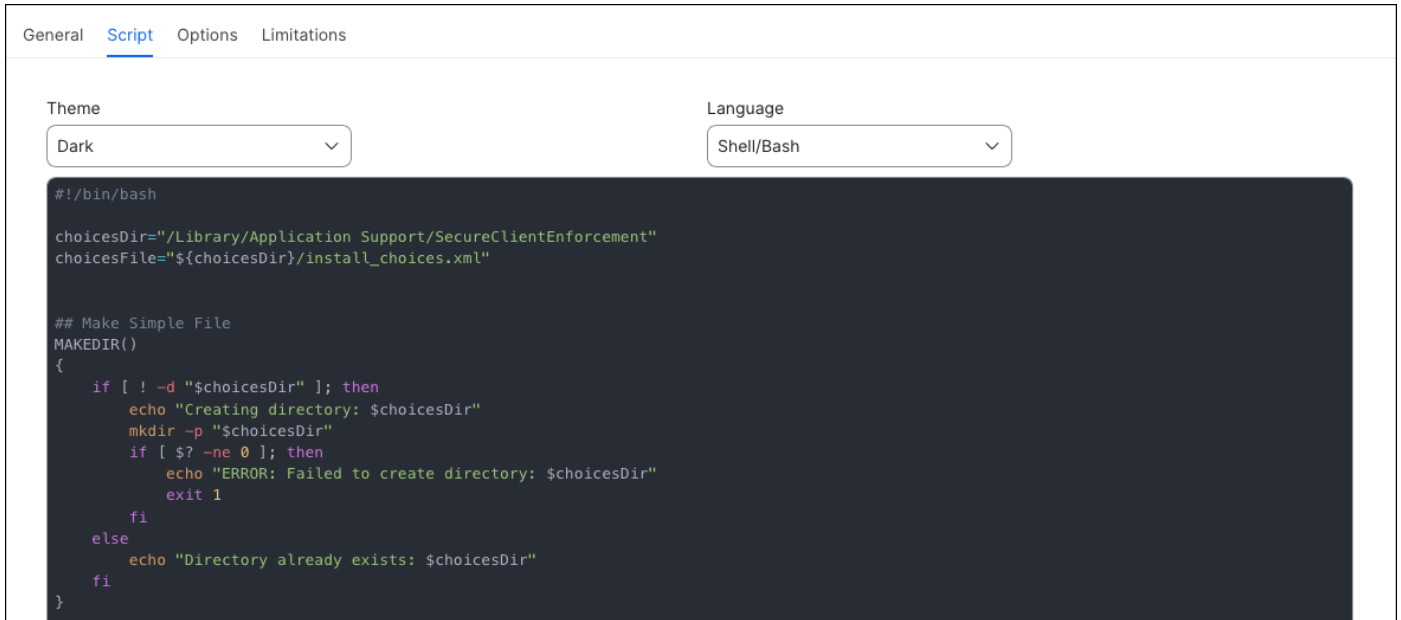 General Script Options Limitations
Theme Language
Dark Shell/Bash
#!/bin/bash
choicesDir="/Library/Application Support/SecureClientEnforcement"
choicesFile="${choicesDir}/install_choices.xml"
## Make Simple File
MAKEDIR()
{
    if [ ! -d "$choicesDir" ]; then
        echo "Creating directory: $choicesDir"
        mkdir -p "$choicesDir"
        if [ $? -ne 0 ]; then
            echo "ERROR: Failed to create directory: $choicesDir"
            exit 1
        fi
    else
        echo "Directory already exists: $choicesDir"
    fi
}